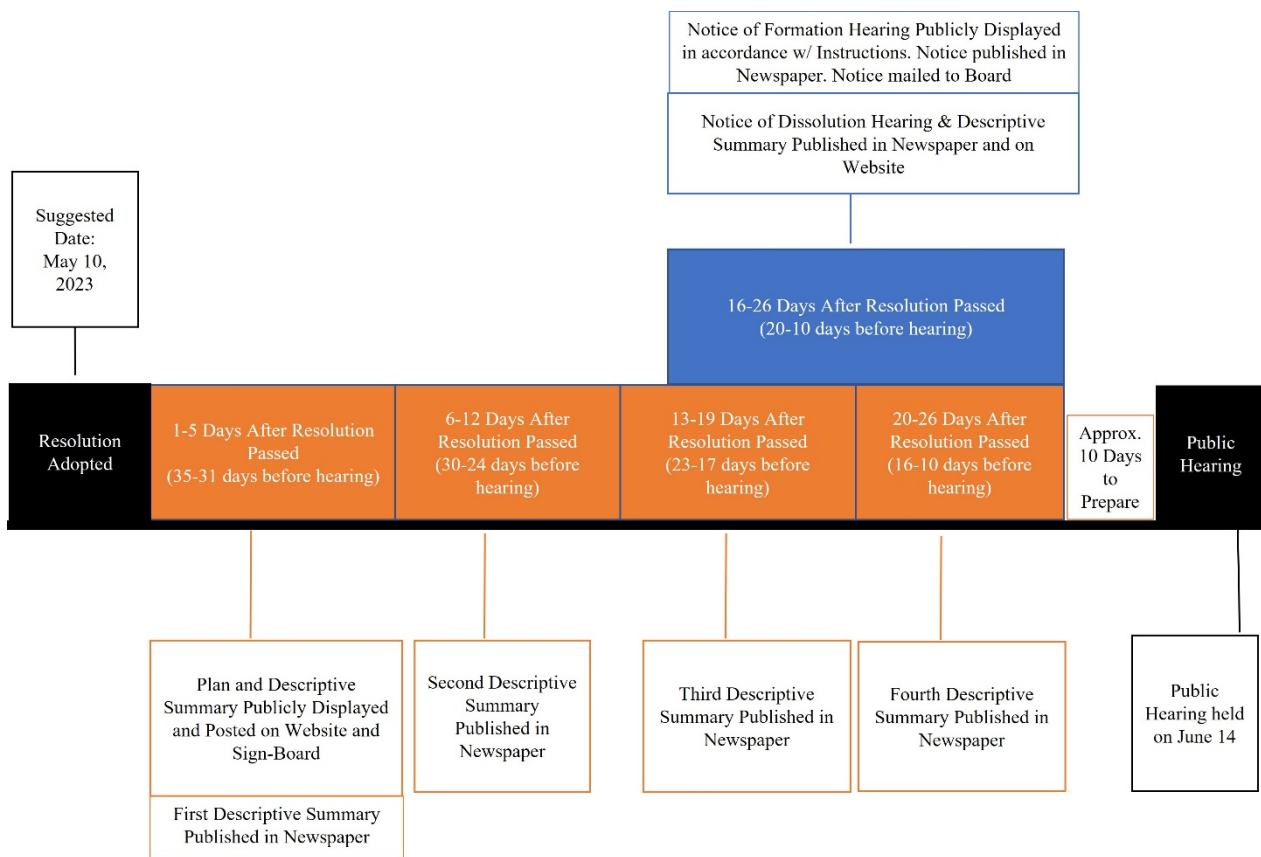 Notice of Formation Hearing Publicly Displayed
in accordance w/ Instructions. Notice published in
Newspaper. Notice mailed to Board
Notice of Dissolution Hearing & Descriptive
Summary Published in Newspaper and on
Website
Suggested
Date:
May 10,
2023
16-26 Days After Resolution Passed
(20-10 days before hearing)
Resolution
Adopted
1-5 Days After Resolution
Passed
(35-31 days before hearing)
6-12 Days After
Resolution Passed
(30-24 days before
hearing)
13-19 Days After
Resolution Passed
(23-17 days before
hearing)
20-26 Days After
Resolution Passed
(16-10 days before
hearing)
Approx.
10 Days
to
Prepare
Public
Hearing
Plan and Descriptive
Summary Publicly Displayed
and Posted on Website and
Sign-Board
First Descriptive Summary
Published in Newspaper
Second Descriptive
Summary
Published in
Newspaper
Third Descriptive
Summary Published in
Newspaper
Fourth Descriptive
Summary Published in
Newspaper
Public
Hearing held
on June 14